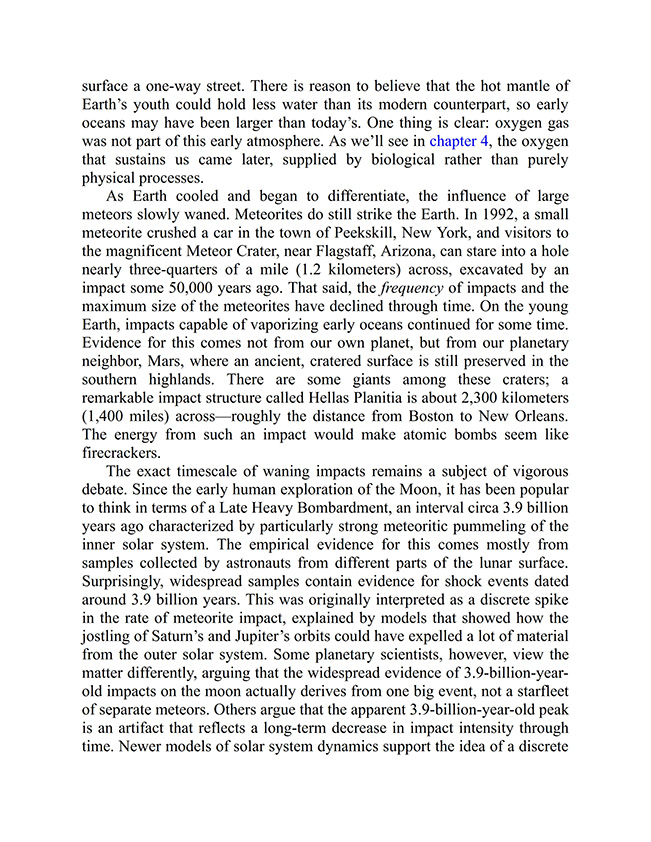 surface a one-way street. There is reason to believe that the hot mantle of
Earth’s youth could hold less water than its modern counterpart, so early
oceans may have been larger than today’s. One thing is clear: oxygen gas
was not part of this early atmosphere. As we’ll see in chapter 4, the oxygen
that sustains us came later, supplied by biological rather than purely
physical processes.
As Earth cooled and began to differentiate, the influence of large
meteors slowly waned. Meteorites do still strike the Earth. In 1992, a small
meteorite crushed a car in the town of Peekskill, New York, and visitors to
the magnificent Meteor Crater, near Flagstaff, Arizona, can stare into a hole
nearly three-quarters of a mile (1.2 kilometers) across, excavated by an
impact some 50,000 years ago. That said, the frequency of impacts and the
maximum size of the meteorites have declined through time. On the young
Earth, impacts capable of vaporizing early oceans continued for some time.
Evidence for this comes not from our own planet, but from our planetary
neighbor, Mars, where an ancient, cratered surface is still preserved in the
southern highlands. There are some giants among these craters; a
remarkable impact structure called Hellas Planitia is about 2,300 kilometers
(1,400 miles) across—roughly the distance from Boston to New Orleans.
The energy from such an impact would make atomic bombs seem like
firecrackers.
The exact timescale of waning impacts remains a subject of vigorous
debate. Since the early human exploration of the Moon, it has been popular
to think in terms of a Late Heavy Bombardment, an interval circa 3.9 billion
years ago characterized by particularly strong meteoritic pummeling of the
inner solar system. The empirical evidence for this comes mostly from
samples collected by astronauts from different parts of the lunar surface.
Surprisingly, widespread samples contain evidence for shock events dated
around 3.9 billion years. This was originally interpreted as a discrete spike
in the rate of meteorite impact, explained by models that showed how the
jostling of Saturn’s and Jupiter’s orbits could have expelled a lot of material
from the outer solar system. Some planetary scientists, however, view the
matter differently, arguing that the widespread evidence of 3.9-billion-year-
old impacts on the moon actually derives from one big event, not a starfleet
of separate meteors. Others argue that the apparent 3.9-billion-year-old peak
is an artifact that reflects a long-term decrease in impact intensity through
time. Newer models of solar system dynamics support the idea of a discrete